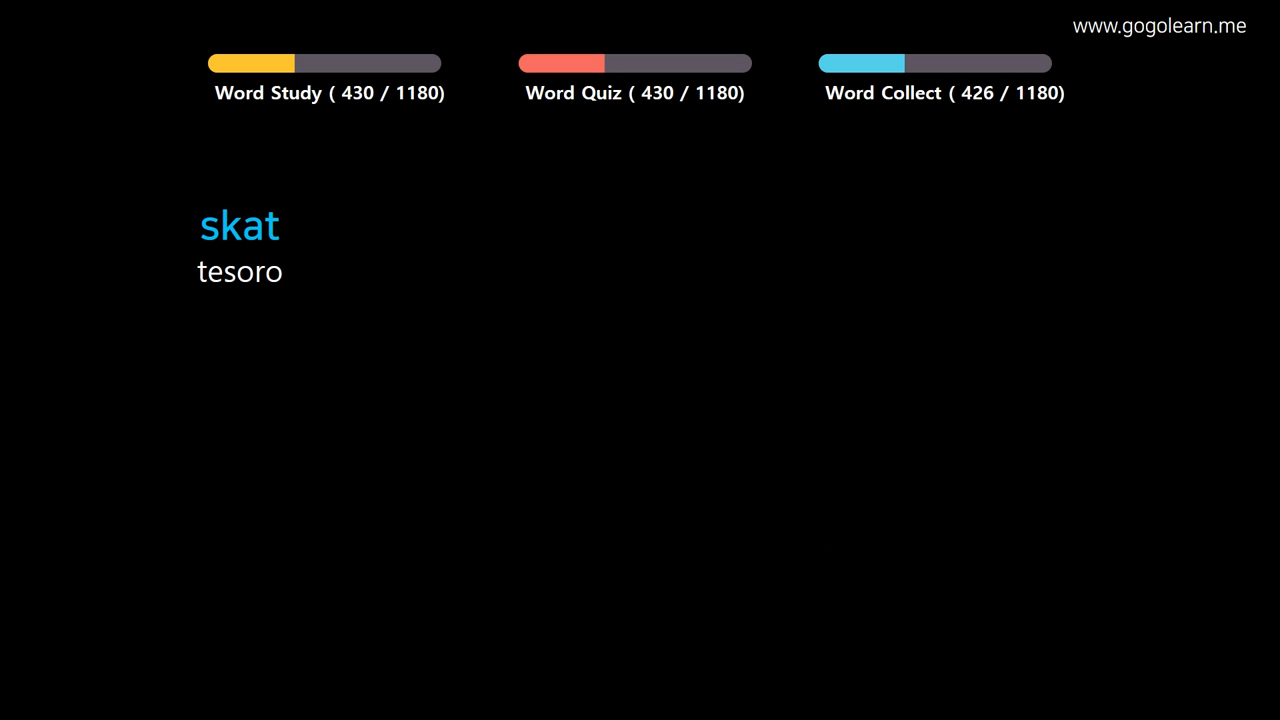 www.gogolearn.me
Word Study ( 430 / 1180)
Word Quiz ( 430 / 1180)
Word Collect ( 426 / 1180)
skat
tesoro